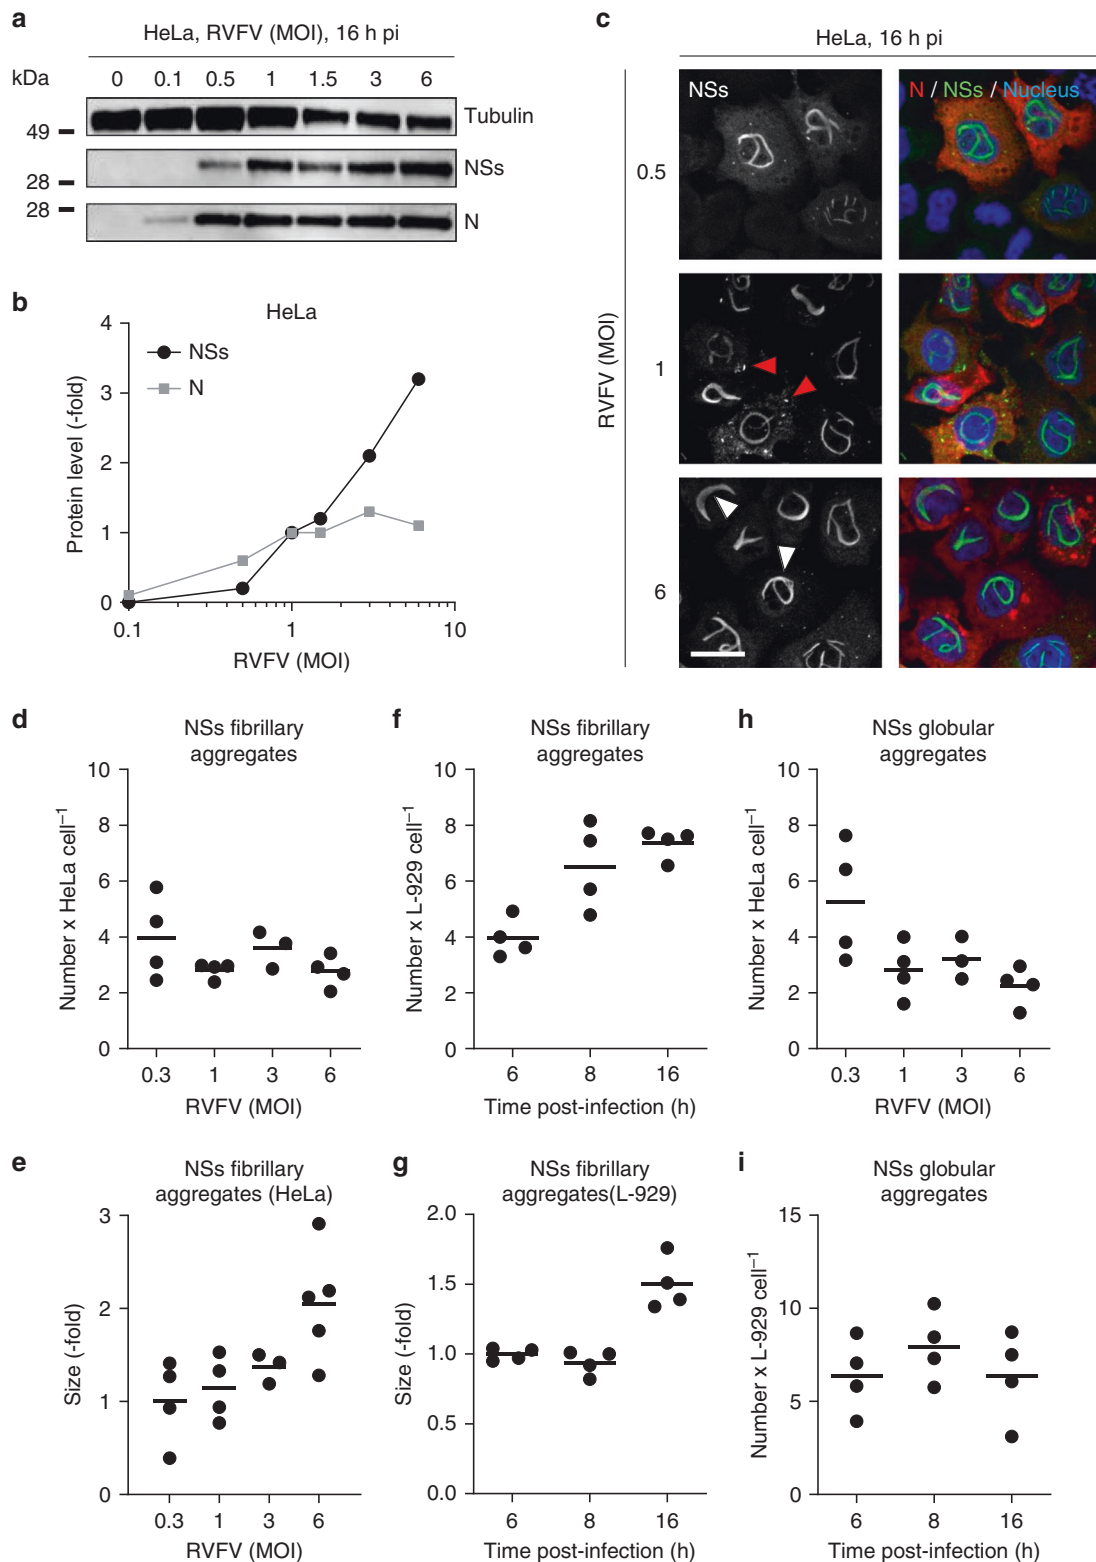 a
HeLa, RVFV (MOI), 16 h pi
kDa 0 0.1 0.5 1 1.5 3 6
Tubulin
49
NSs
28
28
N
b
HeLa
4
3
2
1
0
Protein level (-fold)
NSs
N
0.1 1 10
RVFV (MOI)
c
HeLa, 16 h pi
NSs
N / NSs / Nucleus
0.5
1
6
RVFV (MOI)
d
NSs fibrillary
aggregates
10
8
6
4
2
0
Number x HeLa cell⁻¹
0.3 1 3 6
RVFV (MOI)
f
NSs fibrillary
aggregates
10
8
6
4
2
0
Number x L-929 cell⁻¹
6 8 16
Time post-infection (h)
h
NSs globular
aggregates
10
8
6
4
2
0
Number x HeLa cell⁻¹
0.3 1 3 6
RVFV (MOI)
e
NSs fibrillary
aggregates (HeLa)
3
2
1
0
Size (-fold)
0.3 1 3 6
RVFV (MOI)
g
NSs fibrillary
aggregates(L-929)
2.0
1.5
1.0
0.5
0.0
Size (-fold)
6 8 16
Time post-infection (h)
i
NSs globular
aggregates
15
10
5
0
Number x L-929 cell⁻¹
6 8 16
Time post-infection (h)